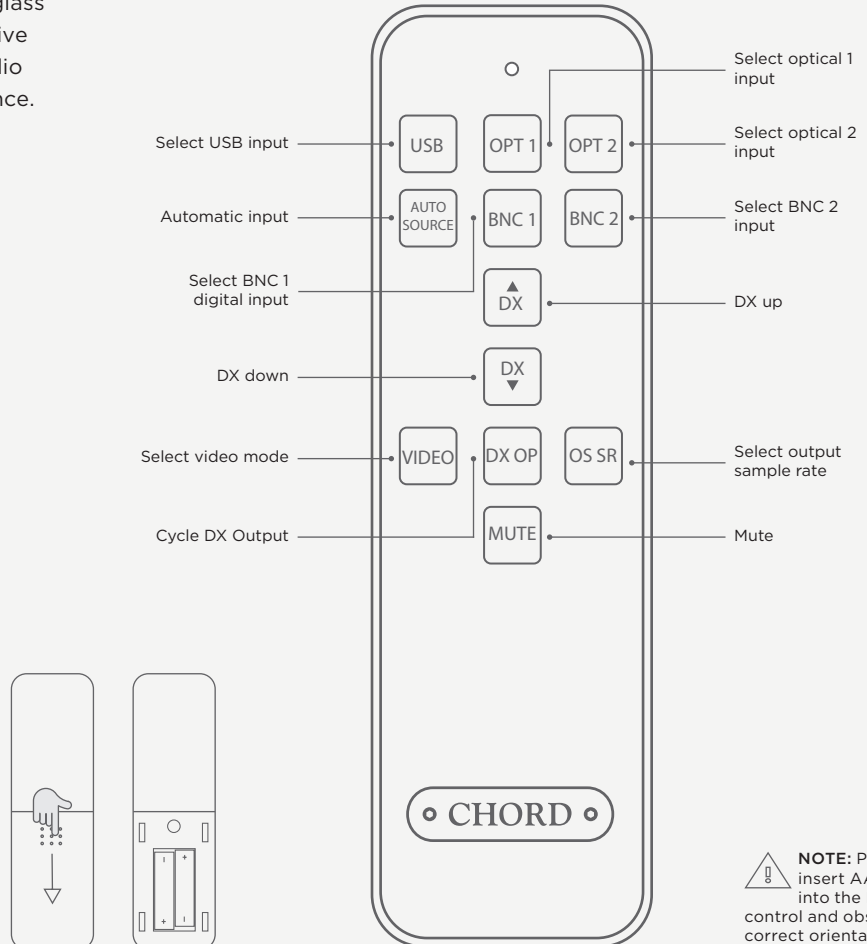 Select optical 1
input
Select USB input
USB
OPT 1
OPT 2
Select optical 2
input
Automatic input
AUTO
SOURCE
BNC 1
BNC 2
Select BNC 2
input
Select BNC 1
digital input
DX
DX up
DX down
DX
Select video mode
VIDEO
DX OP
OS SR
Select output
sample rate
Cycle DX Output
MUTE
Mute
CHORD
NOTE:
insert
into the
control and
correct